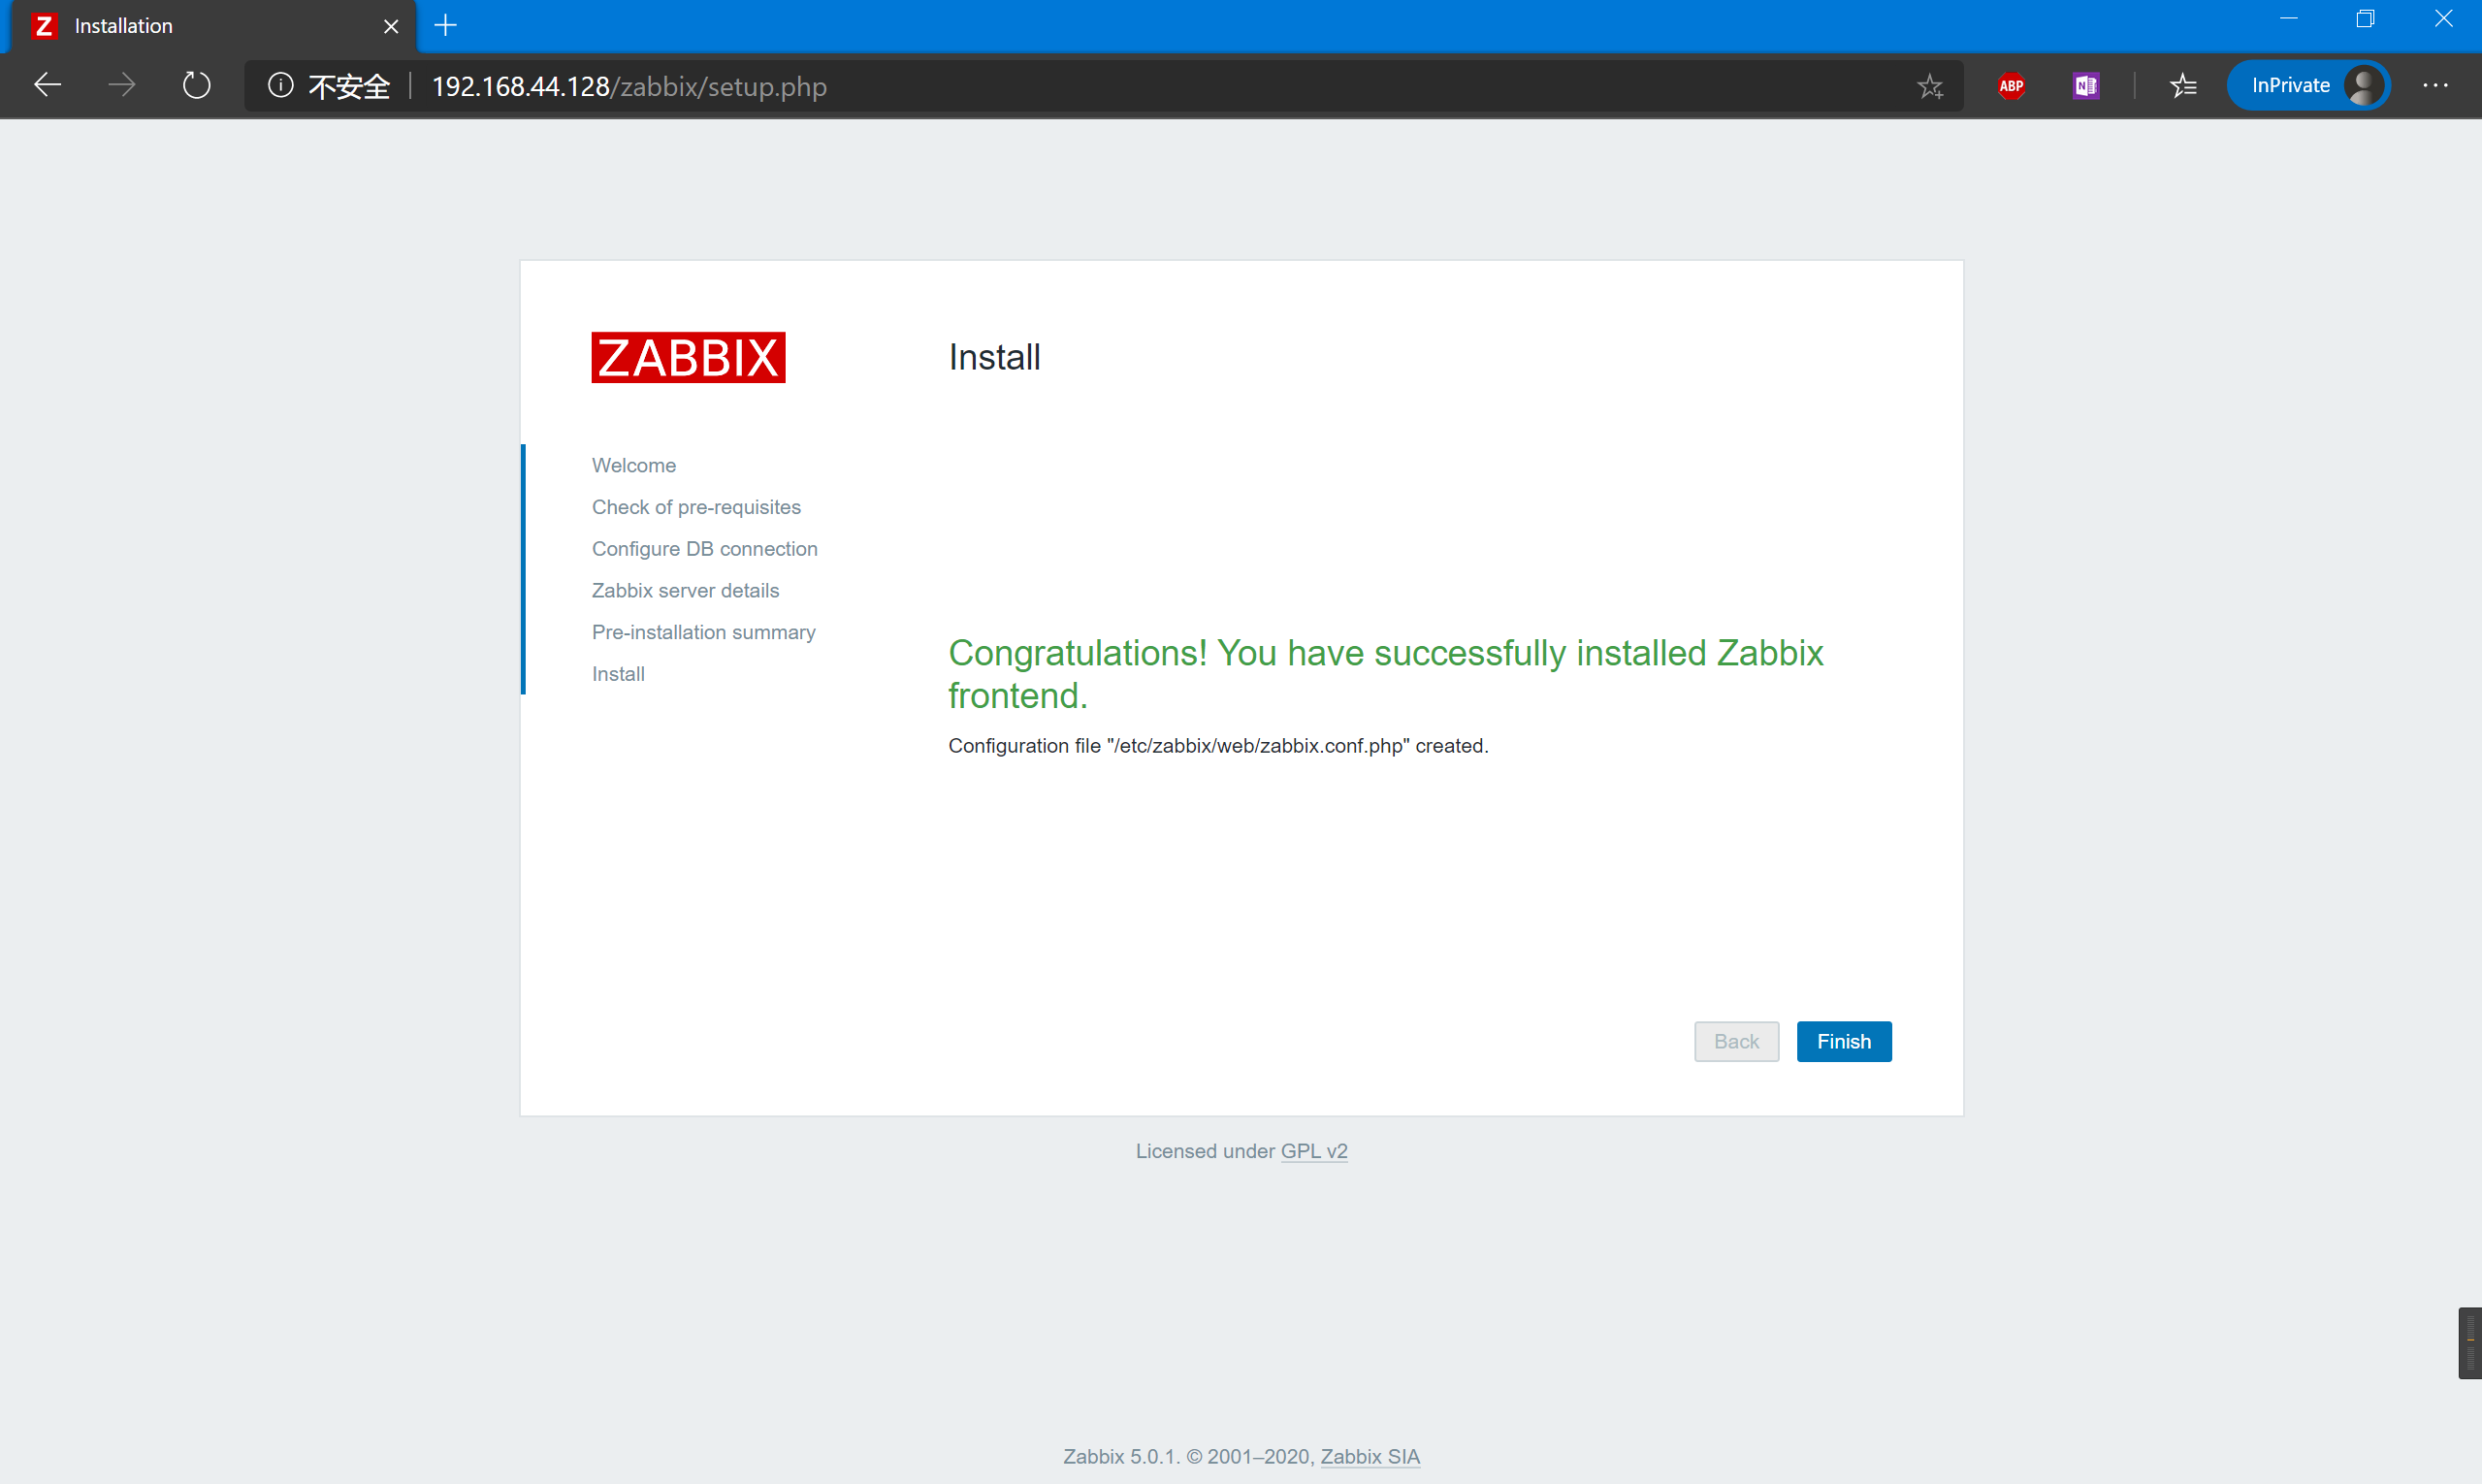 Z Installation
不安全 192.168.44.128/zabbix/setup.php
ABP
N
InPrivate
ZABBIX
Install
Welcome
Check of pre-requisites
Configure DB connection
Zabbix server details
Pre-installation summary
Install
Congratulations! You have successfully installed Zabbix
frontend.
Configuration file "/etc/zabbix/web/zabbix.conf.php" created.
Back Finish
Licensed under GPL v2
Zabbix 5.0.1. © 2001–2020, Zabbix SIA